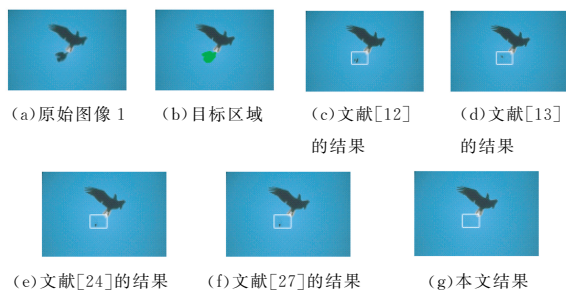 (a)原始图像 1
(b)目标区域
(c)文献[12]
的结果
(d)文献[13]
的结果
(e)文献[24]的结果
(f)文献[27]的结果
(g)本文结果